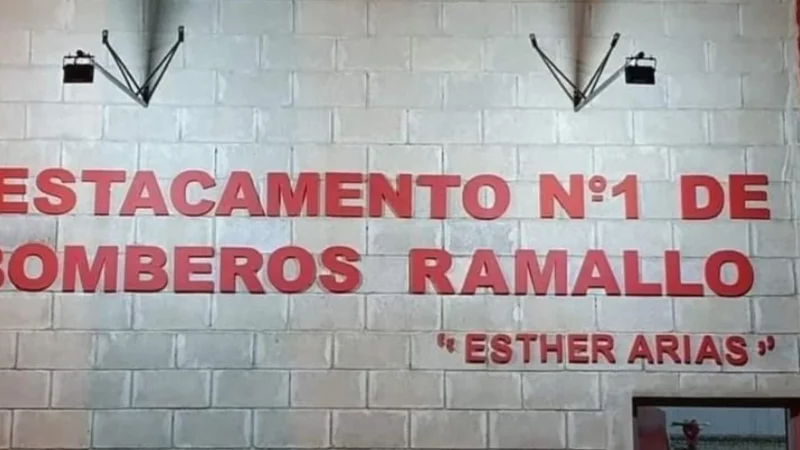 ESTACAMENTO Nº1 DE
BOMBEROS RAMALLO
"ESTHER ARIAS"